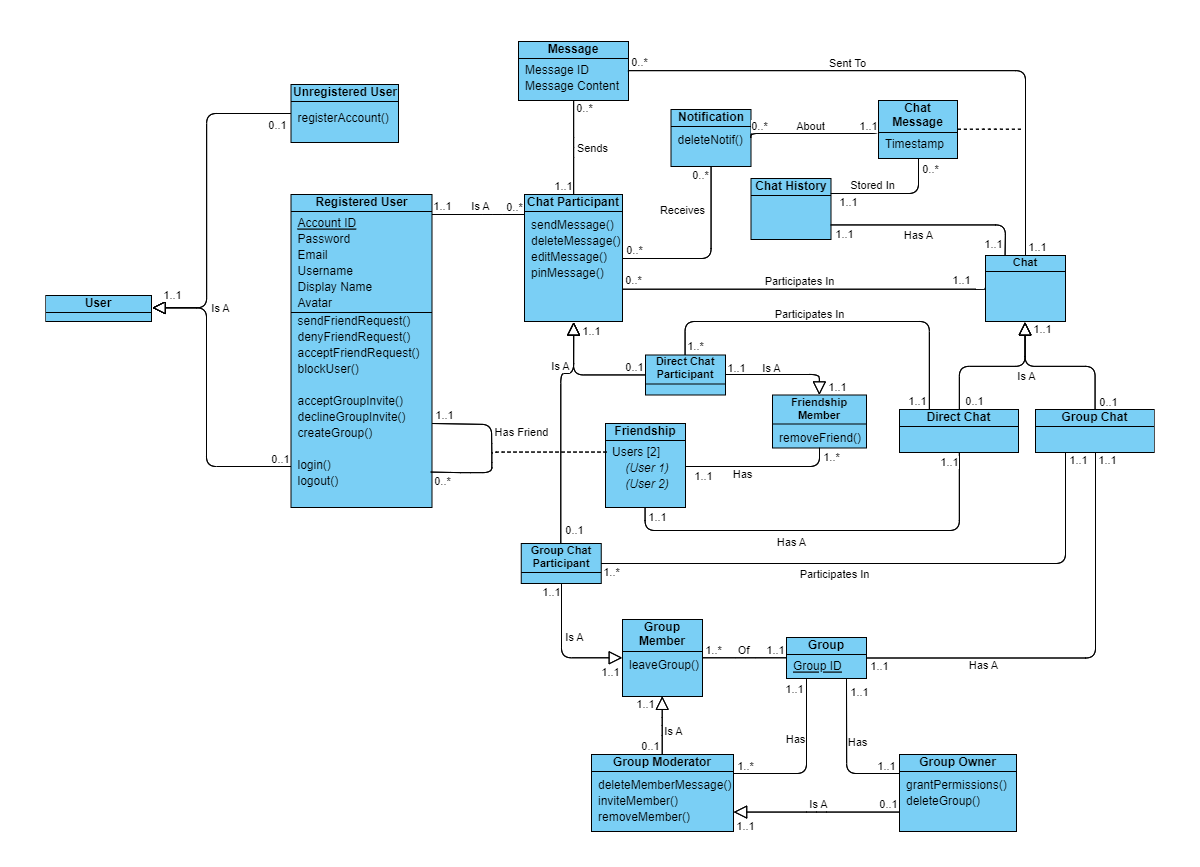 Message
Message ID
Message Content
0..*
Sent To
0..*
Sends
1..1
Unregistered User
registerAccount()
0..1
Notification
deleteNotif()
0..*
About
1..1
Chat
Message
Timestamp
0..*
0..*
Receives
0..*
Chat History
Stored In
1..1
1..1
Has A
1..1
1..1
Registered User
Account ID
Password
Email
Username
Display Name
Avatar
sendFriendRequest()
denyFriendRequest()
acceptFriendRequest()
blockUser()
acceptGroupInvite()
declineGroupInvite()
createGroup()
login()
logout()
1..1
Is A
0..*
Chat Participant
sendMessage()
deleteMessage()
editMessage()
pinMessage()
0..*
Participates In
1..1
Chat
1..1
User
1..1
Is A
0..1
1..1
Is A
0..1
Direct Chat
Participant
1..*
Participates In
1..1
1..1
Is A
1..1
Friendship
Member
removeFriend()
1..*
Is A
0..1
0..1
Direct Chat
1..1
Group Chat
1..1
1..1
1..1
Has Friend
0..*
Friendship
Users [2]
(User 1)
(User 2)
1..1
Has
1..1
Has A
0..1
Group Chat
Participant
1..*
Participates In
1..1
Is A
1..1
Group
Member
leaveGroup()
1..*
Of
1..1
Group
Group ID
1..1
Has A
1..1
1..1
1..1
Is A
0..1
Has
Has
Group Moderator
deleteMemberMessage()
inviteMember()
removeMember()
1..*
1..1
Group Owner
grantPermissions()
deleteGroup()
Is A
0..1
1..1